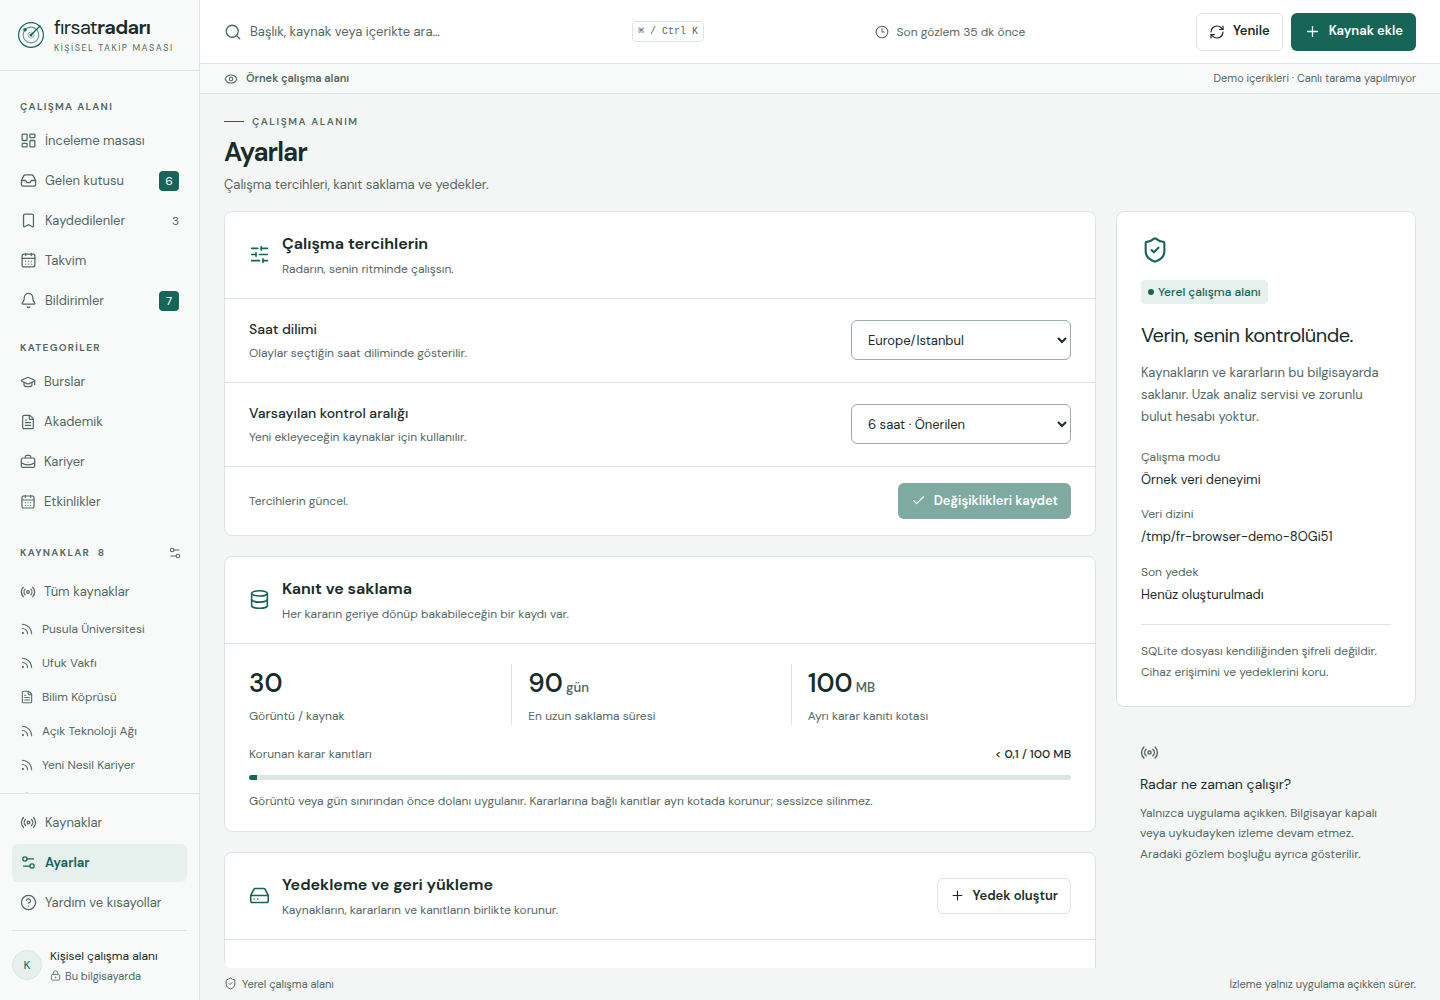 fırsatradarı
KİŞİSEL TAKİP MASASI
ÇALIŞMA ALANI
İnceleme masası
Gelen kutusu 6
Kaydedilenler 3
Takvim
Bildirimler 7
KATEGORİLER
Burslar
Akademik
Kariyer
Etkinlikler
KAYNAKLAR 8
Tüm kaynaklar
Pusula Üniversitesi
Ufuk Vakfı
Bilim Köprüsü
Açık Teknoloji Ağı
Yeni Nesil Kariyer
Kaynaklar
Ayarlar
Yardım ve kısayollar
K
Kişisel çalışma alanı
Bu bilgisayarda
Başlık, kaynak veya içerikte ara...
⌘ / Ctrl K
Son gözlem 35 dk önce
Yenile
Kaynak ekle
Örnek çalışma alanı
Demo içerikleri · Canlı tarama yapılmıyor
ÇALIŞMA ALANIM
Ayarlar
Çalışma tercihleri, kanıt saklama ve yedekler.
Çalışma tercihlerin
Radarın, senin ritminde çalışsın.
Saat dilimi
Olaylar seçtiğin saat diliminde gösterilir.
Europe/Istanbul
Varsayılan kontrol aralığı
Yeni ekleyeceğin kaynaklar için kullanılır.
6 saat · Önerilen
Tercihlerin güncel.
Değişiklikleri kaydet
Kanıt ve saklama
Her kararın geriye dönüp bakabileceğin bir kaydı var.
30
Görüntü / kaynak
90 gün
En uzun saklama süresi
100 MB
Ayrı karar kanıtı kotası
Korunan karar kanıtları
< 0,1 / 100 MB
Görüntü veya gün sınırından önce dolanı uygulanır. Kararlarına bağlı kanıtlar ayrı kotada korunur; sessizce silinmez.
Yedekleme ve geri yükleme
Kaynakların, kararların ve kanıtların birlikte korunur.
Yedek oluştur
Yerel çalışma alanı
Verin, senin kontrolünde.
Kaynakların ve kararların bu bilgisayarda
saklanır. Uzak analiz servisi ve zorunlu
bulut hesabı yoktur.
Çalışma modu
Örnek veri deneyimi
Veri dizini
/tmp/fr-browser-demo-8OGi51
Son yedek
Henüz oluşturulmadı
SQLite dosyası kendiliğinden şifreli değildir.
Cihaz erişimini ve yedeklerini koru.
Radar ne zaman çalışır?
Yalnızca uygulama açıkken. Bilgisayar kapalı
veya uykudayken izleme devam etmez.
Aradaki gözlem boşluğu ayrıca gösterilir.
Yerel çalışma alanı
İzleme yalnız uygulama açıkken sürer.